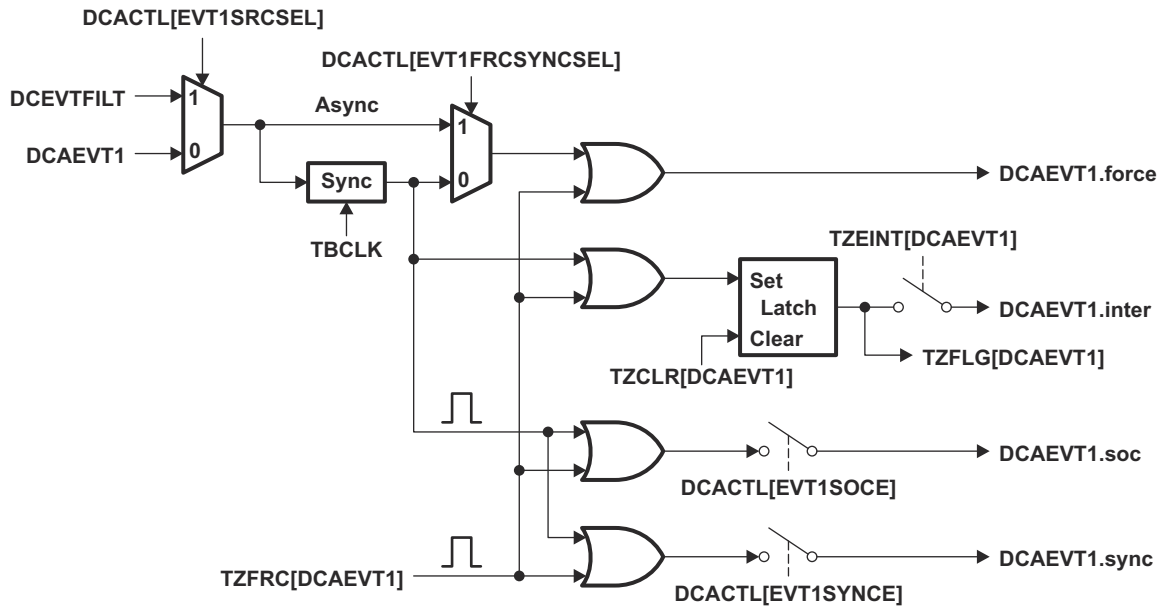 DCACTL[EVT1SRCSEL]
DCACTL[EVT1FRCSYNCSEL]
DCEVTFILT
1
Async
1
DCAEVT1
0
Sync
0
DCAEVT1.force
TBCLK
TZEINT[DCAEVT1]
Set
Latch
DCAEVT1.inter
Clear
TZFLG[DCAEVT1]
TZCLR[DCAEVT1]
DCAEVT1.soc
DCACTL[EVT1SOCE]
DCAEVT1.sync
TZFRC[DCAEVT1]
DCACTL[EVT1SYNCE]